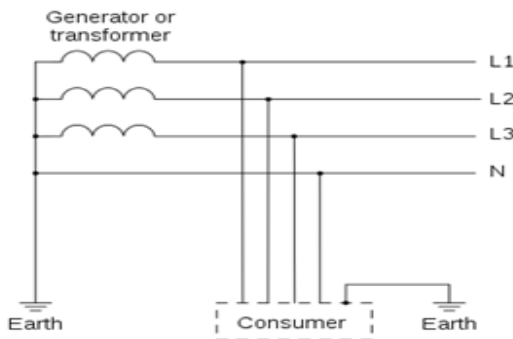 Generator or
transformer
L1
L2
L3
N
Earth
Consumer
Earth